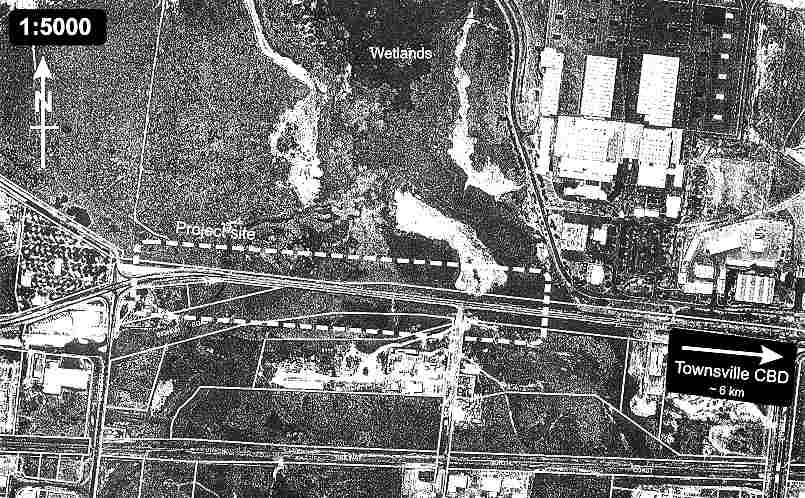 1:5000
Wetlands
N
Project Site
Townsville CBD
~ 6 km